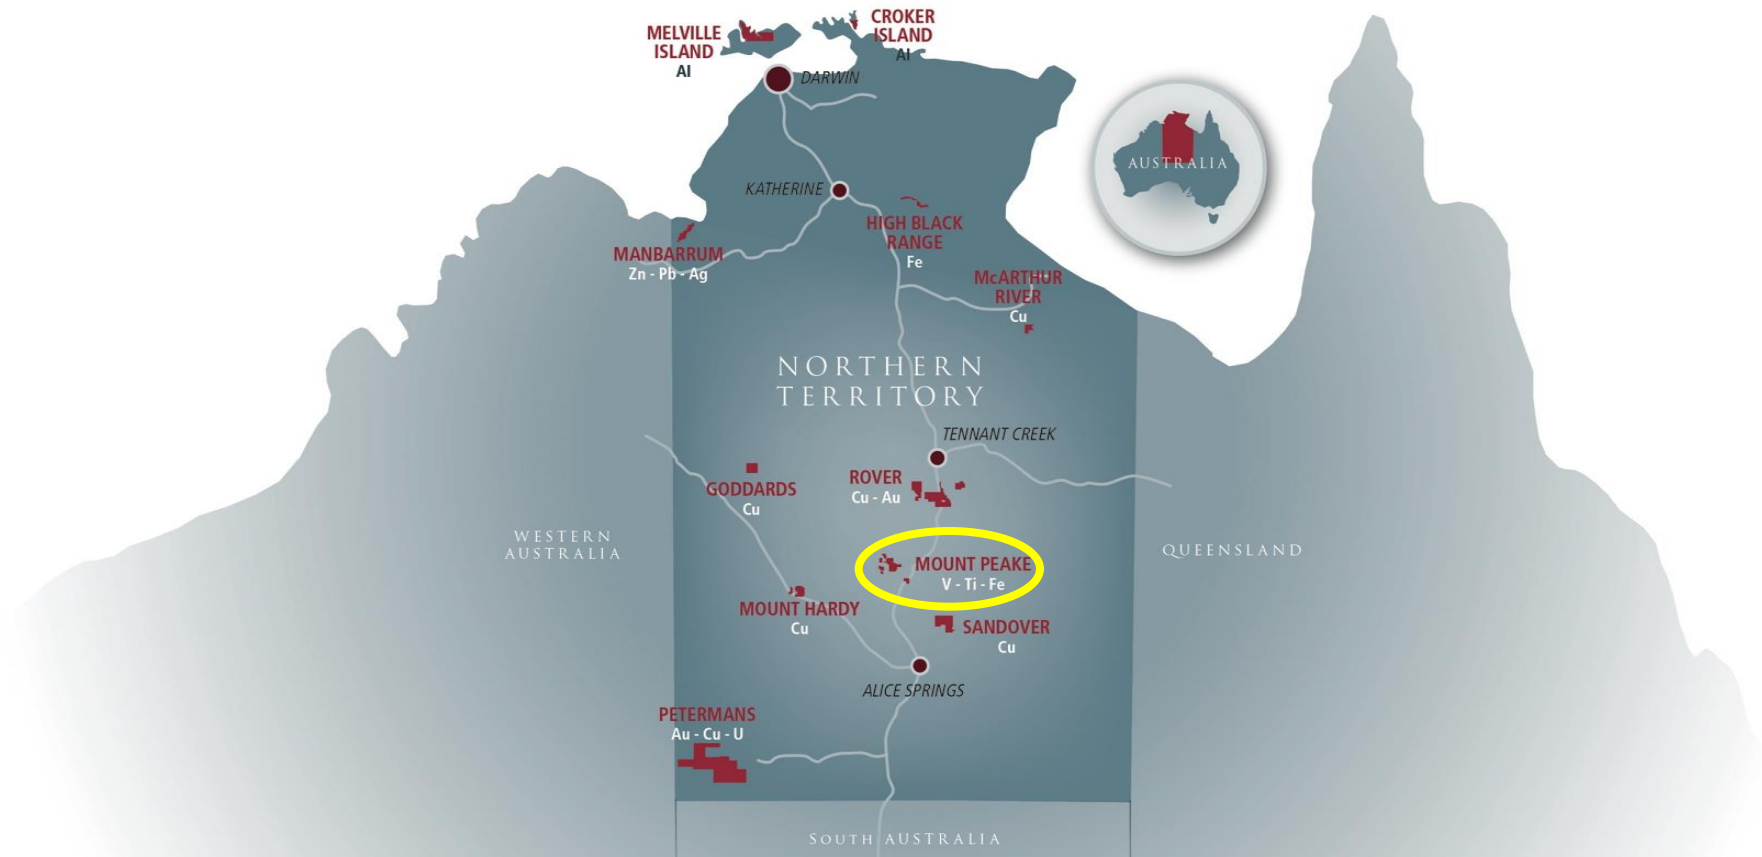 MELVILLE
ISLAND
Al
CROKER
ISLAND
Al
DARWIN
AUSTRALIA
KATHERINE
HIGH BLACK
RANGE
Fe
MANBARRUM
Zn - Pb - Ag
McARTHUR
RIVER
Cu
NORTHERN
TERRITORY
TENNANT CREEK
GODDARDS
Cu
ROVER
Cu - Au
WESTERN
AUSTRALIA
QUEENSLAND
MOUNT PEAKE
V - Ti - Fe
MOUNT HARDY
Cu
SANDOVER
Cu
ALICE SPRINGS
PETERMANS
Au - Cu - U
SOUTH AUSTRALIA